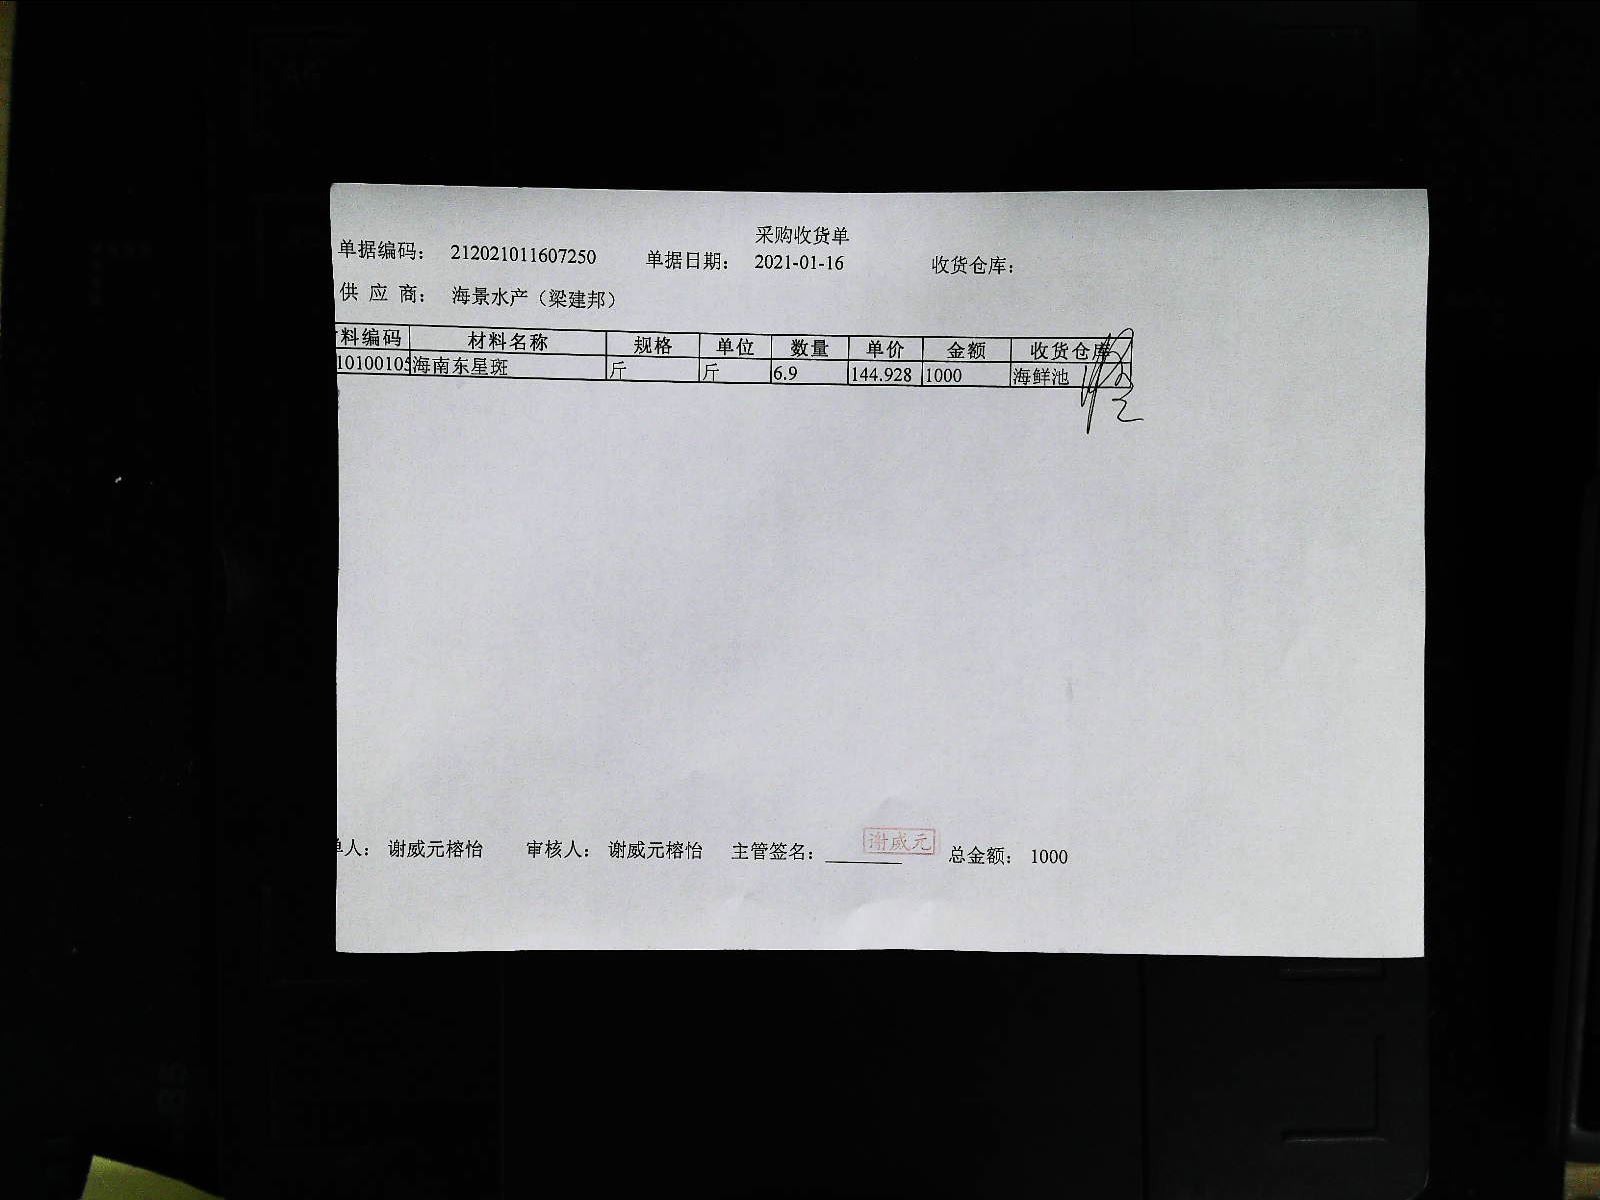 采购收货单
单据编码: 212021011607250 单据日期: 2021-01-16 收货仓库:
供 应 商: 海景水产（梁建邦）
料编码 材料名称 规格 单位 数量 单价 金额 收货仓库
1010010 海南东星斑 斤 斤 6.9 144.928 1000 海鲜池
人: 谢威元榕怡 审核人: 谢威元榕怡 主管签名: 谢威元 总金额: 1000